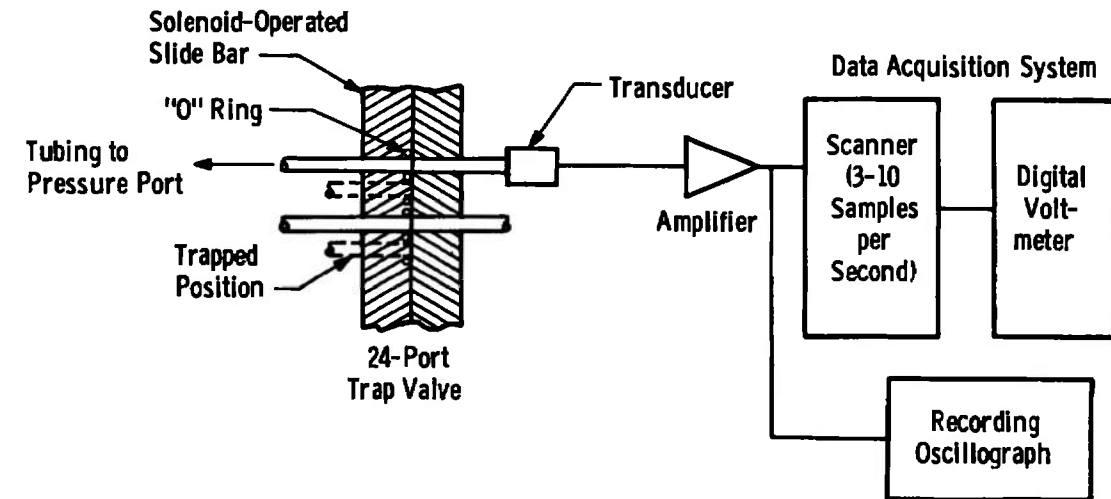 Solenoid-Operated
Slide Bar
"O" Ring
Tubing to
Pressure Port
Trapped
Position
24-Port
Trap Valve
Transducer
Amplifier
Data Acquisition System
Scanner
(3-10
Samples
per
Second)
Digital
Volt-
meter
Recording
Oscillograph